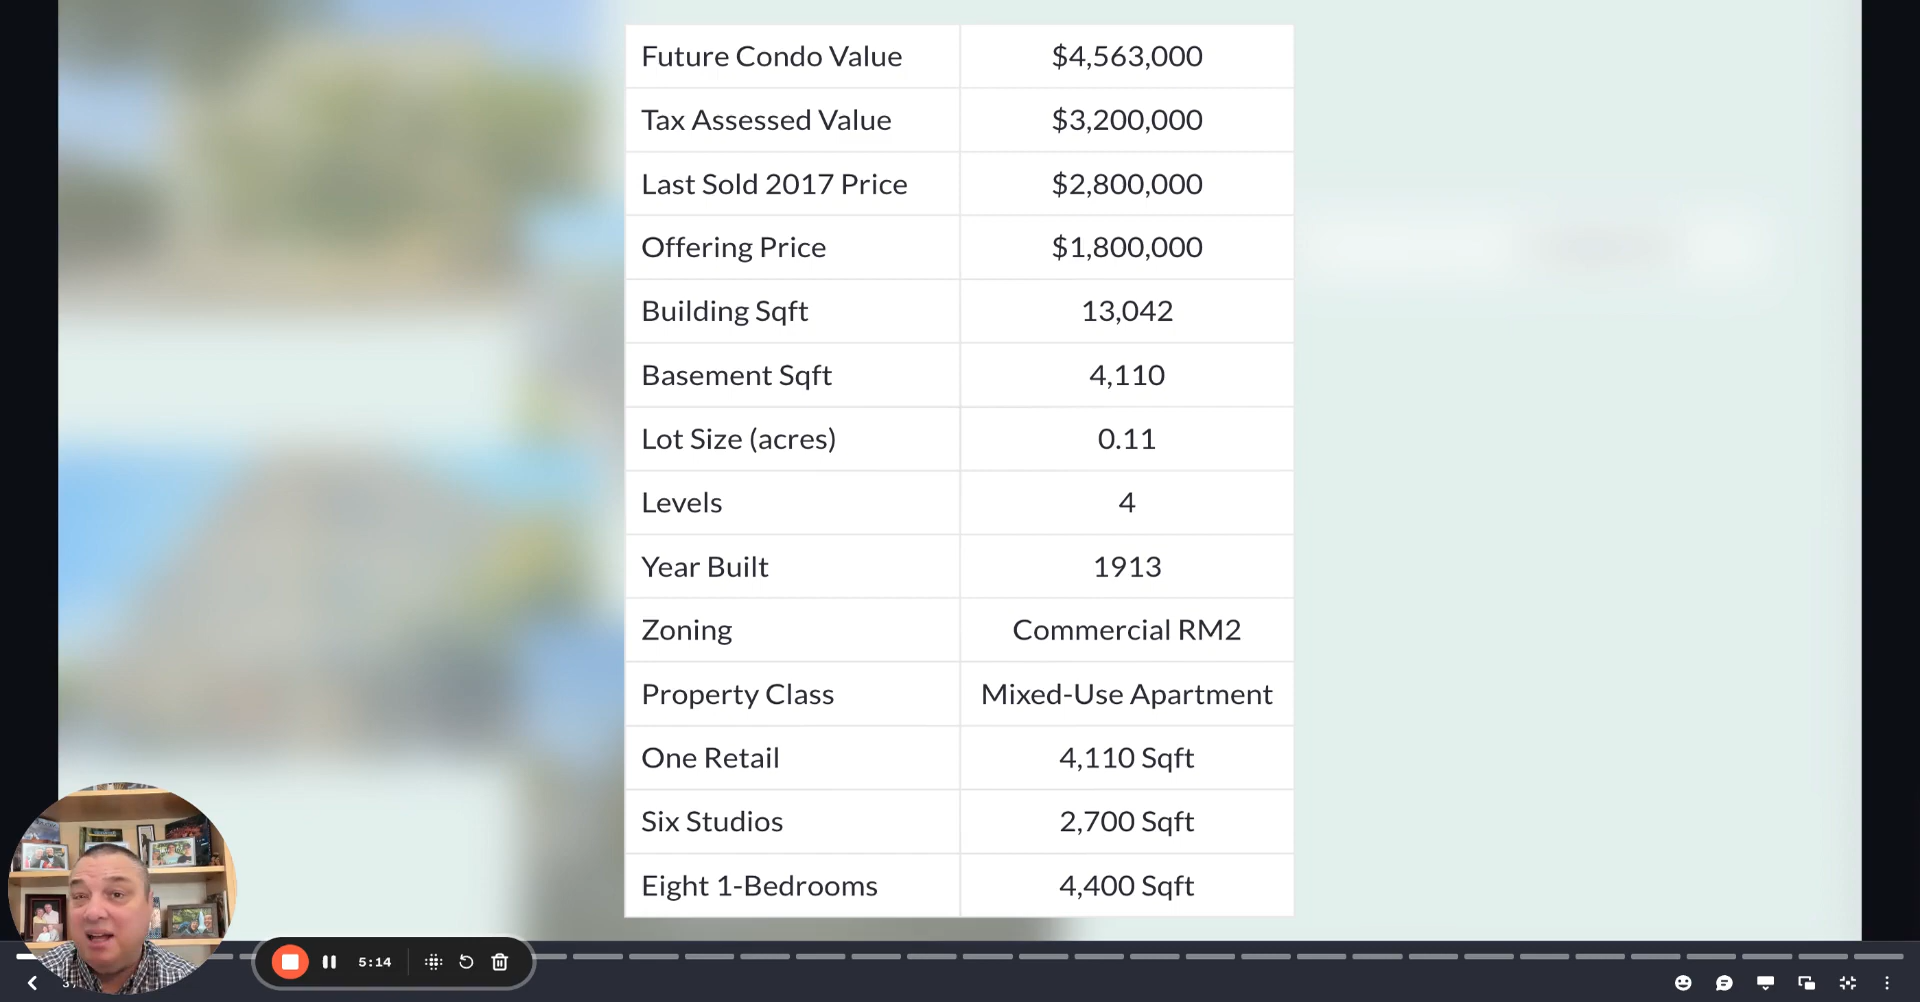 Future Condo Value $4,563,000
Tax Assessed Value $3,200,000
Last Sold 2017 Price $2,800,000
Offering Price $1,800,000
Building Sqft 13,042
Basement Sqft 4,110
Lot Size (acres) 0.11
Levels 4
Year Built 1913
Zoning Commercial RM2
Property Class Mixed-Use Apartment
One Retail 4,110 Sqft
Six Studios 2,700 Sqft
Eight 1-Bedrooms 4,400 Sqft
5:14